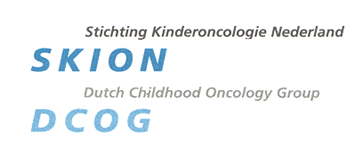 Stichting Kinderoncologie Nederland
SKION
Dutch Childhood Oncology Group
DCOG